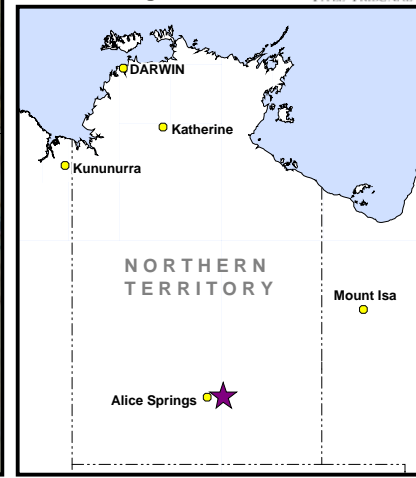 DARWIN
Katherine
Kununurra
NORTHERN
TERRITORY
Mount Isa
Alice Springs